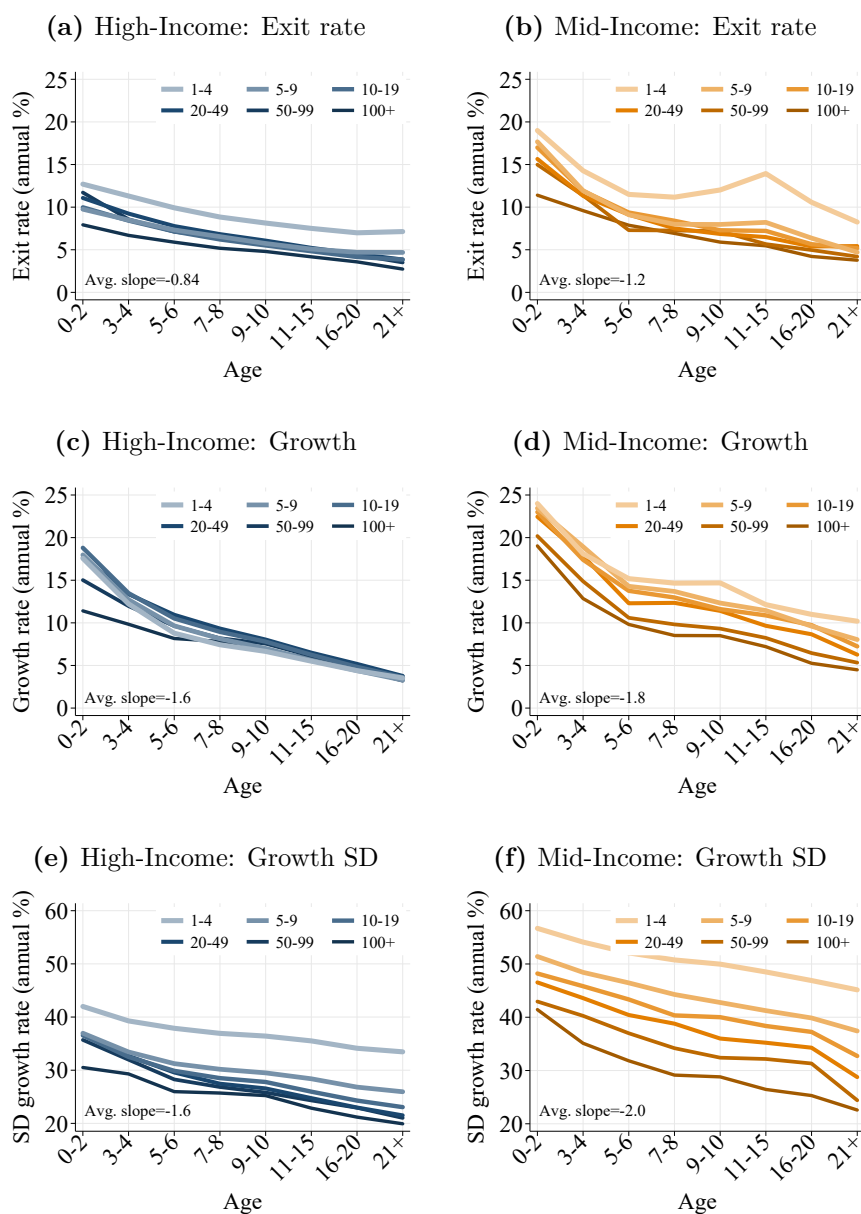 (a) High-Income: Exit rate
Exit rate (annual %)
25
20
15
10
5
0
1-4 5-9 10-19
20-49 50-99 100+
Avg. slope=-0.84
0-2 3-4 5-6 7-8 9-10 11-15 16-20 21+
Age
(b) Mid-Income: Exit rate
Exit rate (annual %)
25
20
15
10
5
0
1-4 5-9 10-19
20-49 50-99 100+
Avg. slope=-1.2
0-2 3-4 5-6 7-8 9-10 11-15 16-20 21+
Age
(c) High-Income: Growth
Growth rate (annual %)
25
20
15
10
5
0
1-4 5-9 10-19
20-49 50-99 100+
Avg. slope=-1.6
0-2 3-4 5-6 7-8 9-10 11-15 16-20 21+
Age
(d) Mid-Income: Growth
Growth rate (annual %)
25
20
15
10
5
0
1-4 5-9 10-19
20-49 50-99 100+
Avg. slope=-1.8
0-2 3-4 5-6 7-8 9-10 11-15 16-20 21+
Age
(e) High-Income: Growth SD
SD growth rate (annual %)
60
50
40
30
20
1-4 5-9 10-19
20-49 50-99 100+
Avg. slope=-1.6
0-2 3-4 5-6 7-8 9-10 11-15 16-20 21+
Age
(f) Mid-Income: Growth SD
SD growth rate (annual %)
60
50
40
30
20
1-4 5-9 10-19
20-49 50-99 100+
Avg. slope=-2.0
0-2 3-4 5-6 7-8 9-10 11-15 16-20 21+
Age